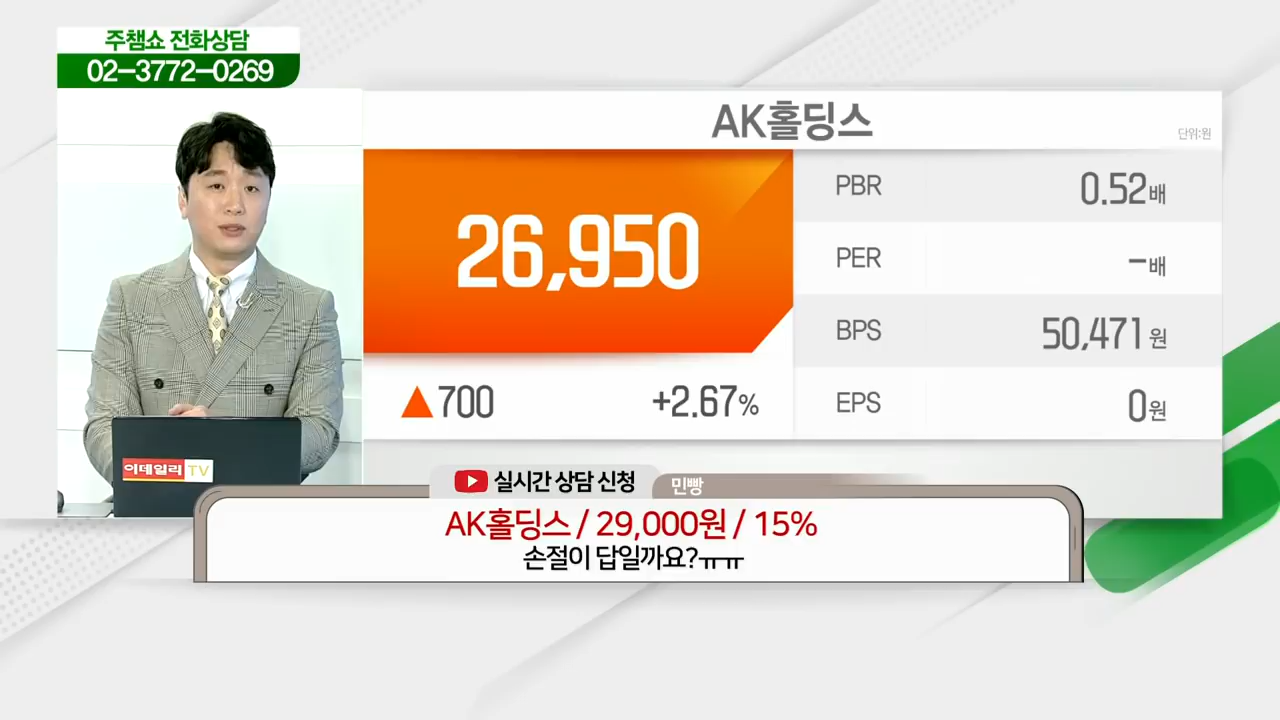 주챔쇼 전화상담
02-3772-0269
AK홀딩스
단위:원
26,950
▲700 +2.67%
PBR 0.52배
PER -배
BPS 50,471원
EPS 0원
이데일리TV
실시간 상담 신청 민빵
AK홀딩스 / 29,000원 / 15%
손절이 답일까요?ㅠㅠ